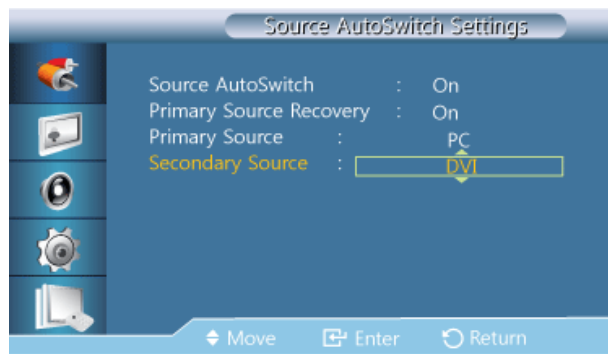 Source AutoSwitch Settings
Source AutoSwitch : On
Primary Source Recovery : On
Primary Source : PC
Secondary Source : DVI
Move Enter Return